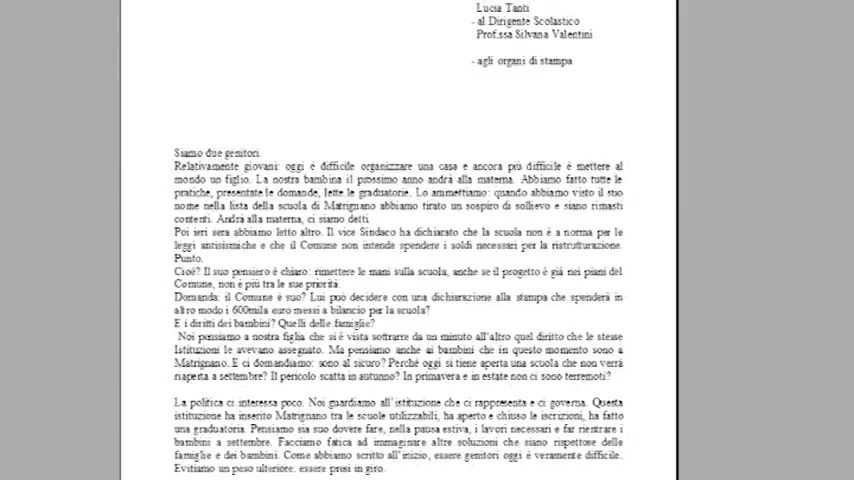 Lucia Tanti
- al Dirigente Scolastico
Prof.ssa Silvana Valentini
- agli organi di stampa
Siamo due genitori.
Relativamente giovani: oggi è difficile organizzare una casa e ancora più difficile è mettere al
mondo un figlio. La nostra bambina il prossimo anno andrà alla materna. Abbiamo fatto tutte le
pratiche, presentate le domande, lette le graduatorie. Lo ammettiamo: quando abbiamo visto il suo
nome nella lista della scuola di Matrignano abbiamo tirato un sospiro di sollievo e siano rimasti
contenti. Andrà alla materna, ci siamo detti.
Poi ieri sera abbiamo letto altro. Il vice Sindaco ha dichiarato che la scuola non è a norma per le
leggi antisismiche e che il Comune non intende spendere i soldi necessari per la ristrutturazione.
Punto.
Cioè? Il suo pensiero è chiaro: rimettere le mani sulla scuola, anche se il progetto è già nei piani del
Comune, non è più tra le sue priorità.
Domanda: il Comune è suo? Lui può decidere con una dichiarazione alla stampa che spenderà in
altro modo i 600mila euro messi a bilancio per la scuola?
E i diritti dei bambini? Quelli delle famiglie?
Noi pensiamo a nostra figlia che si è vista sottrarre da un minuto all'altro quel diritto che le stesse
Istituzioni le avevano assegnato. Ma pensiamo anche ai bambini che in questo momento sono a
Matrignano. E ci domandiamo: sono al sicuro? Perché oggi si tiene aperta una scuola che non verrà
riaperta a settembre? Il pericolo scatta in autunno? In primavera e in estate non ci sono terremoti?
La politica ci interessa poco. Noi guardiamo all'istituzione che ci rappresenta e ci governa. Questa
istituzione ha inserito Matrignano tra le scuole utilizzabili, ha aperto e chiuso le iscrizioni, ha fatto
una graduatoria. Pensiamo sia suo dovere fare, nella pausa estiva, i lavori necessari e far rientrare i
bambini a settembre. Facciamo fatica ad immaginare altre soluzioni che siano rispettose delle
famiglie e dei bambini. Come abbiamo scritto all'inizio, essere genitori oggi è veramente difficile.
Evitiamo un peso ulteriore: essere presi in giro.